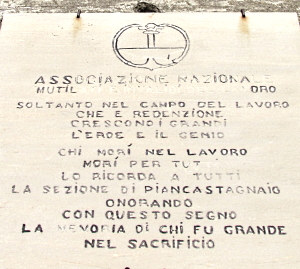 ASSOCIAZIONE NAZIONALE
MUTIL
SOLTANTO NEL CAMPO DEL LAVORO
CHE E REDENZIONE
CRESCONO I GRANDI
L'EROE E IL GENIO
CHI MORÍ NEL LAVORO
MORÍ PER TUTTI
LO RICORDA A TUTTI
LA SEZIONE DI PIANCASTAGNAIO
ONORANDO
CON QUESTO SEGNO
LA MEMORIA DI CHI FU GRANDE
NEL SACRIFICIO